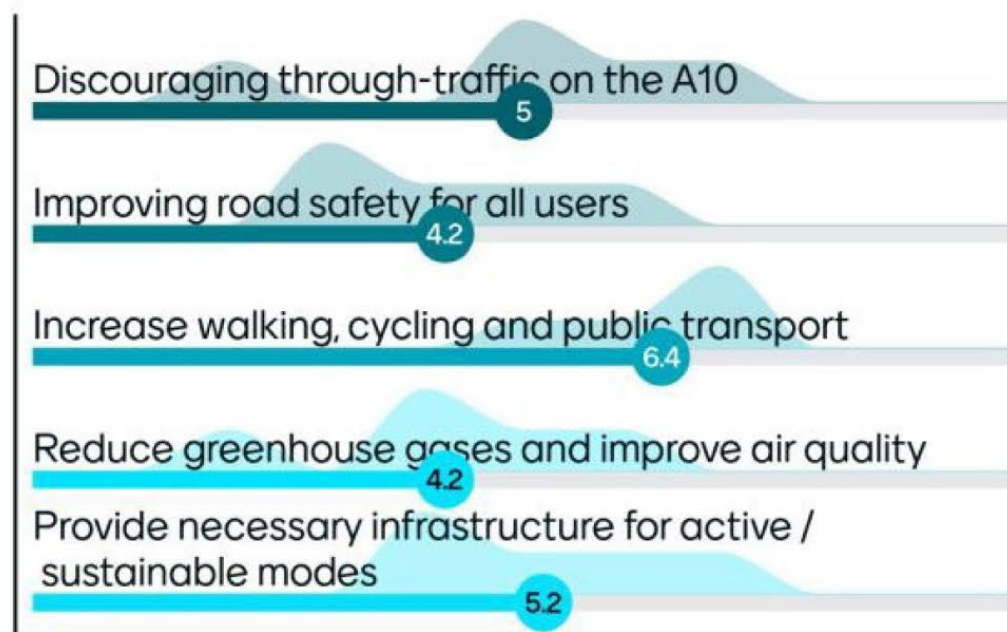 Discouraging through-traffic on the A10
5
Improving road safety for all users
4.2
Increase walking, cycling and public transport
6.4
Reduce greenhouse gases and improve air quality
4.2
Provide necessary infrastructure for active /
sustainable modes
5.2